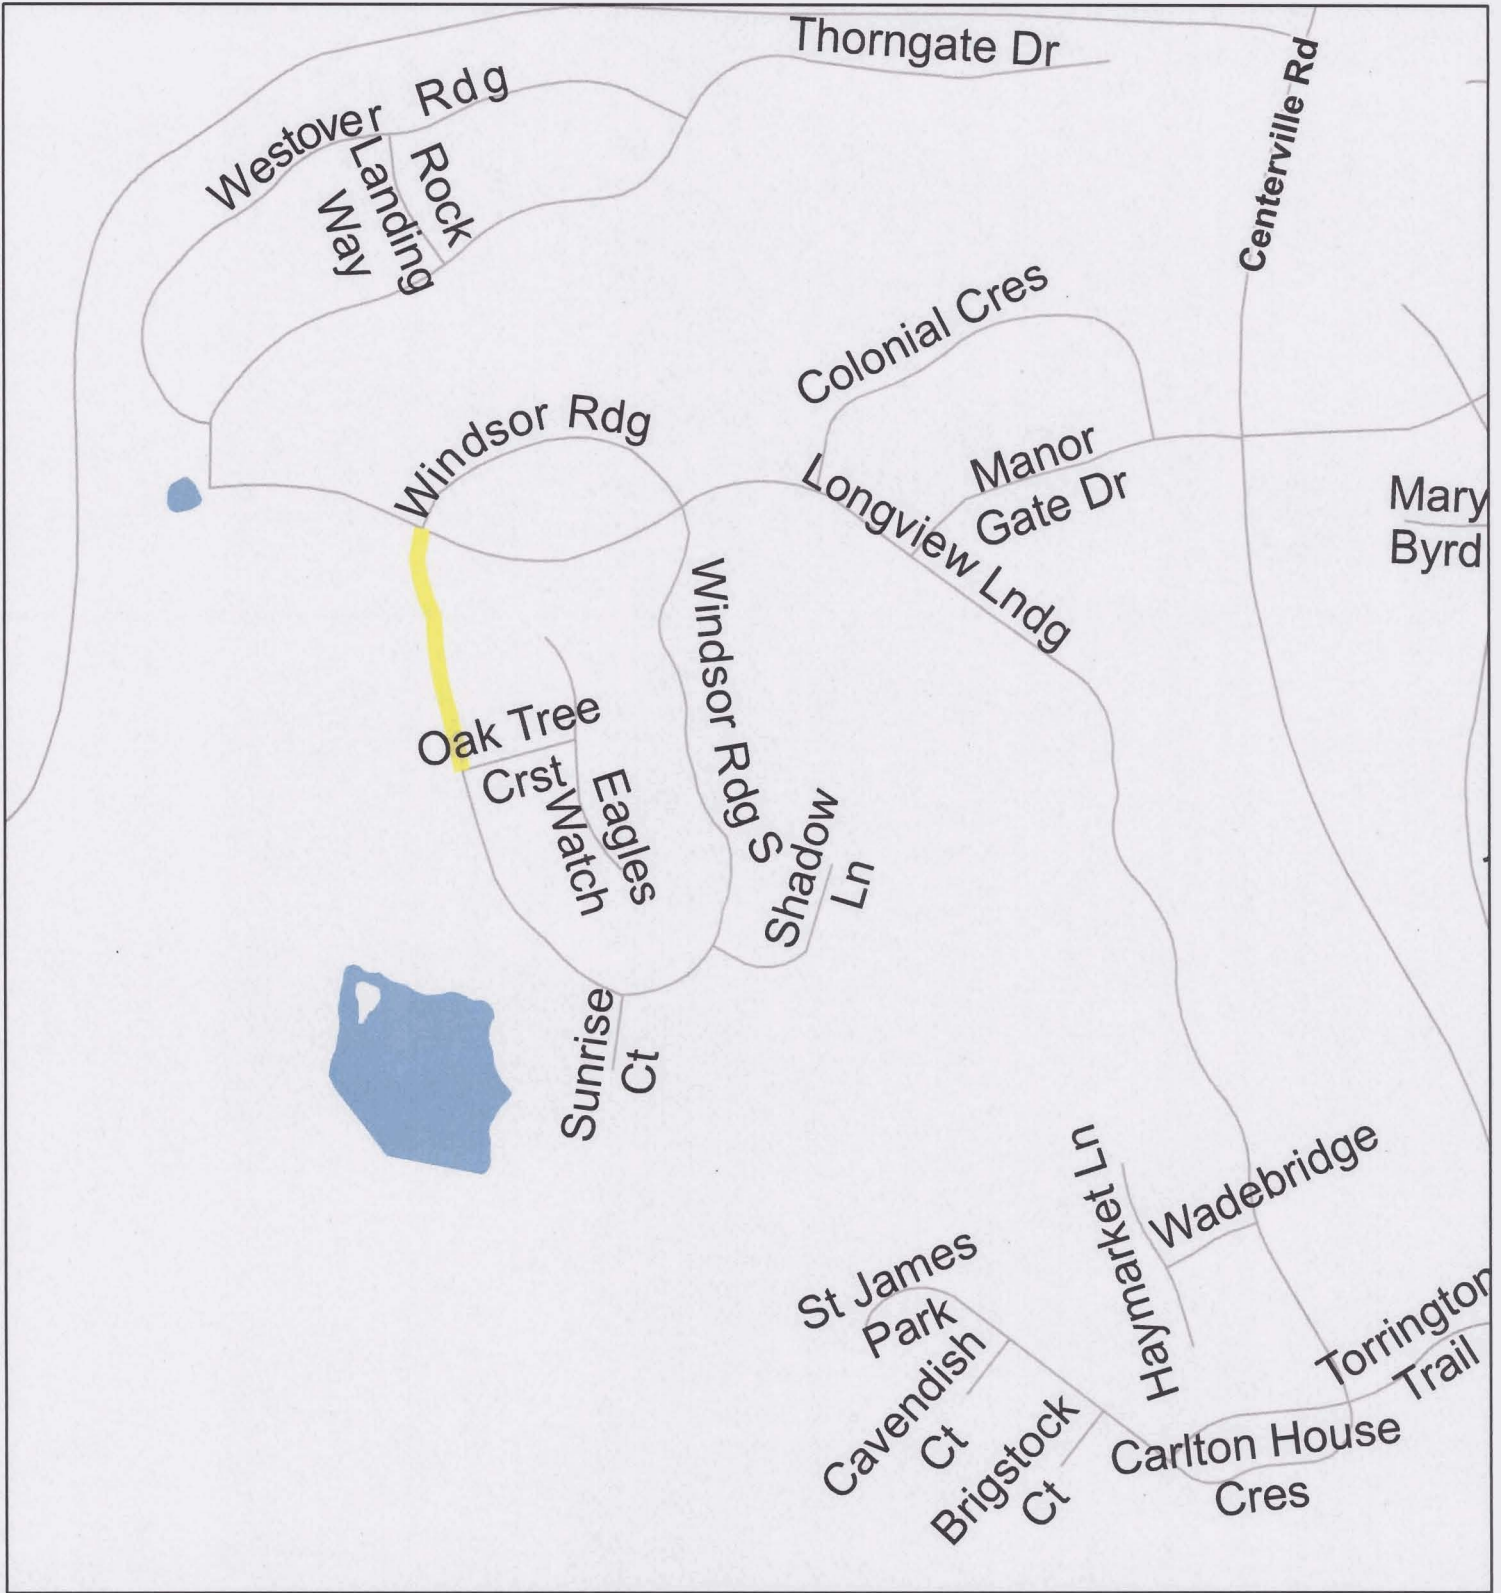 Thorngate Dr
Centerville Rd
Westover Rdg
Rock
Landing
Way
Colonial Cres
Windsor Rdg
Manor
Gate Dr
Longview Lndg
Mary
Byrd
Windsor Rdg S
Oak Tree
Crst
Eagles
Watch
Shadow
Ln
Sunrise
Ct
Haymarket Ln
Wadebridge
St James
Park
Cavendish
Ct
Brigstock
Ct
Torrington
Trail
Carlton House
Cres